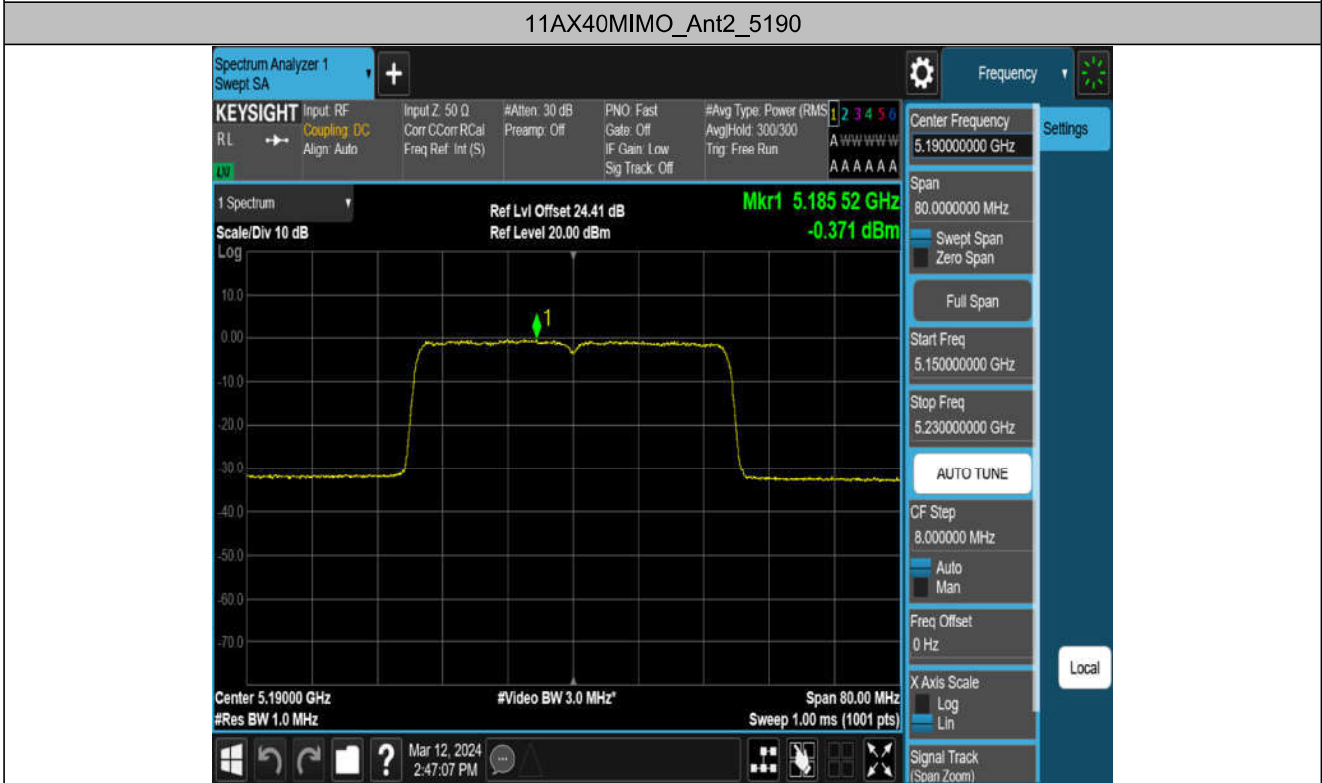 11AX40MIMO_Ant2_5190
Spectrum Analyzer 1
Swept SA
+
Frequency
KEYSIGHT
RL
LXI
Input: RF
Coupling: DC
Align: Auto
Input Z: 50 Ω
Corr CCorr RCal
Freq Ref: Int (S)
#Atten: 30 dB
Preamp: Off
PNO: Fast
Gate: Off
IF Gain: Low
Sig Track: Off
#Avg Type: Power (RMS
Avg|Hold: 300/300
Trig: Free Run
1 2 3 4 5 6
A W W W W W
A A A A A A
1 Spectrum
Scale/Div 10 dB
Log
Ref Lvl Offset 24.41 dB
Ref Level 20.00 dBm
Mkr1 5.185 52 GHz
-0.371 dBm
1
10.0
0.00
-10.0
-20.0
-30.0
-40.0
-50.0
-60.0
-70.0
Center 5.19000 GHz
#Res BW 1.0 MHz
#Video BW 3.0 MHz*
Span 80.00 MHz
Sweep 1.00 ms (1001 pts)
?
Mar 12, 2024
2:47:07 PM
Center Frequency
5.190000000 GHz
Settings
Span
80.0000000 MHz
Swept Span
Zero Span
Full Span
Start Freq
5.150000000 GHz
Stop Freq
5.230000000 GHz
AUTO TUNE
CF Step
8.000000 MHz
Auto
Man
Freq Offset
0 Hz
Local
X Axis Scale
Log
Lin
Signal Track
(Span Zoom)